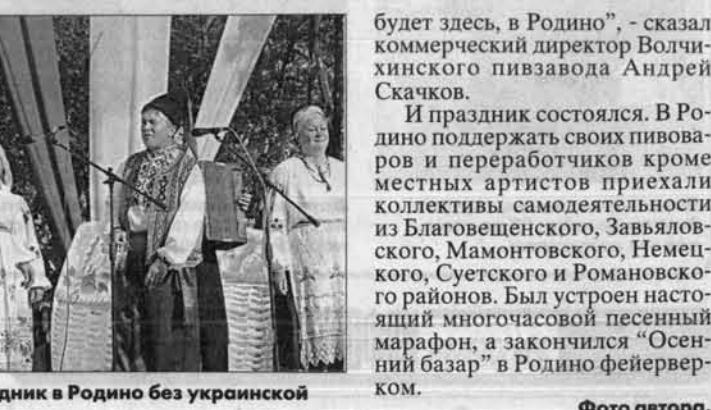 будет здесь, в Родино”, - сказал
коммерческий директор Волчи-
хинского пивзавода Андрей
Скачков.
И праздник состоялся. В Ро-
дино поддержать своих пивова-
ров и переработчиков кроме
местных артистов приехали
коллективы самодеятельности
из Благовещенского, Завьялов-
ского, Мамонтовского, Немец-
кого, Суетского и Романовско-
го районов. Был устроен насто-
ящий многочасовой песенный
марафон, а закончился “Осен-
ний базар” в Родино фейервер-
ком.
Фото автора.
дник в Родино без украинской